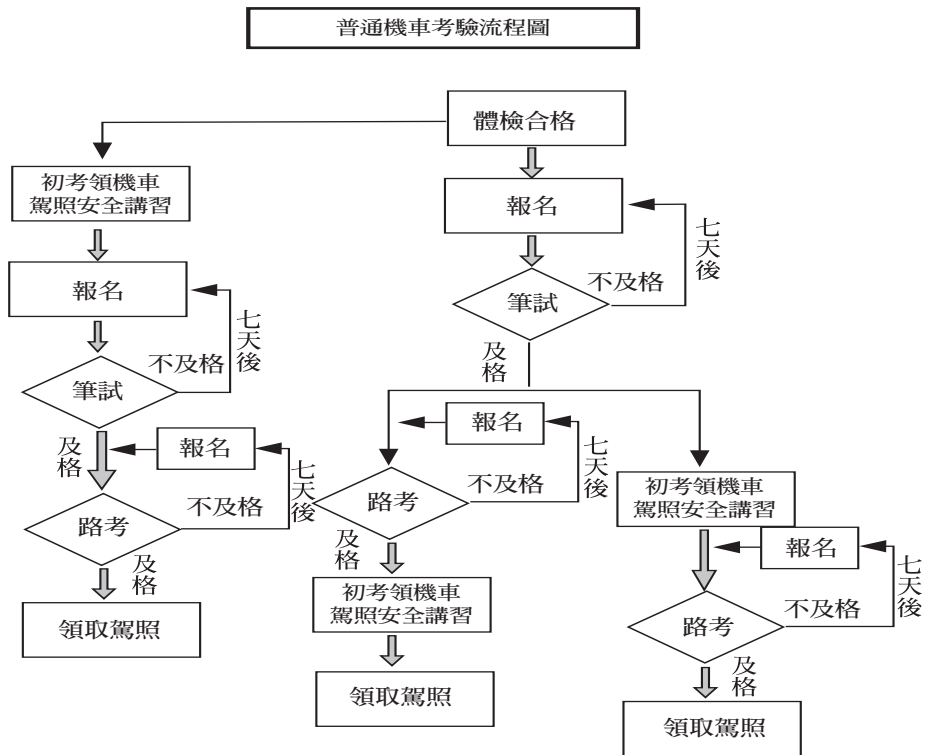 普通機車考驗流程圖
體檢合格
初考領機車
駕照安全講習
報名
七天後
筆試
不及格
及格
報名
七天後
路考
不及格
及格
領取駕照
報名
七天後
筆試
不及格
及格
報名
七天後
路考
不及格
及格
初考領機車
駕照安全講習
領取駕照
初考領機車
駕照安全講習
報名
七天後
路考
不及格
及格
領取駕照